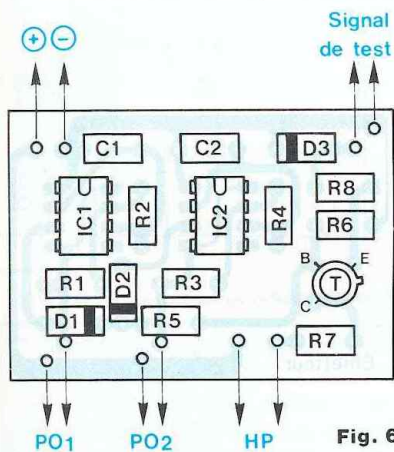 + - Signal
de test
C1 C2 D3
IC1 R2 IC2 R4 R8
R6
B E
T
C
R1 D2 R3
D1 R5 R7
PO1 PO2 HP Fig. 6